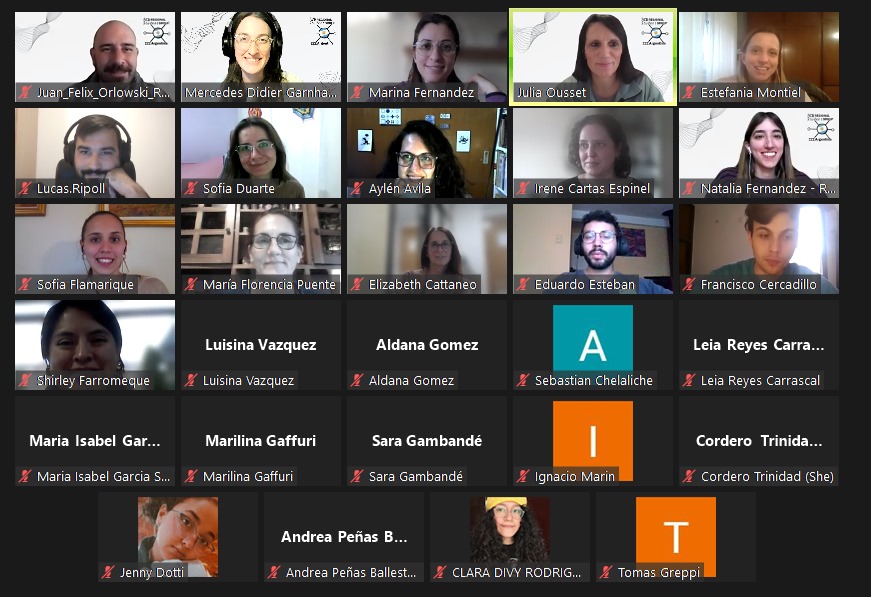 Juan_Felix_Orlowski_R...
Mercedes Didier Garnha...
Marina Fernandez
Julia Ousset
Estefania Montiel
Lucas.Ripoll
Sofia Duarte
Aylén Avila
Irene Cartas Espinel
Natalia Fernandez - R...
Sofia Flamarique
María Florencia Puente
Elizabeth Cattaneo
Eduardo Esteban
Francisco Cercadillo
Shirley Farromeque
Luisina Vazquez
Luisina Vazquez
Aldana Gomez
Aldana Gomez
A
Sebastian Chelaliche
Leia Reyes Carra...
Leia Reyes Carrascal
Maria Isabel Gar...
Maria Isabel Garcia S...
Marilina Gaffuri
Marilina Gaffuri
Sara Gambandé
Sara Gambandé
I
Ignacio Marin
Cordero Trinida...
Cordero Trinidad (She)
Jenny Dotti
Andrea Peñas B...
Andrea Peñas Ballest...
CLARA DIVY RODRIG...
T
Tomas Greppi